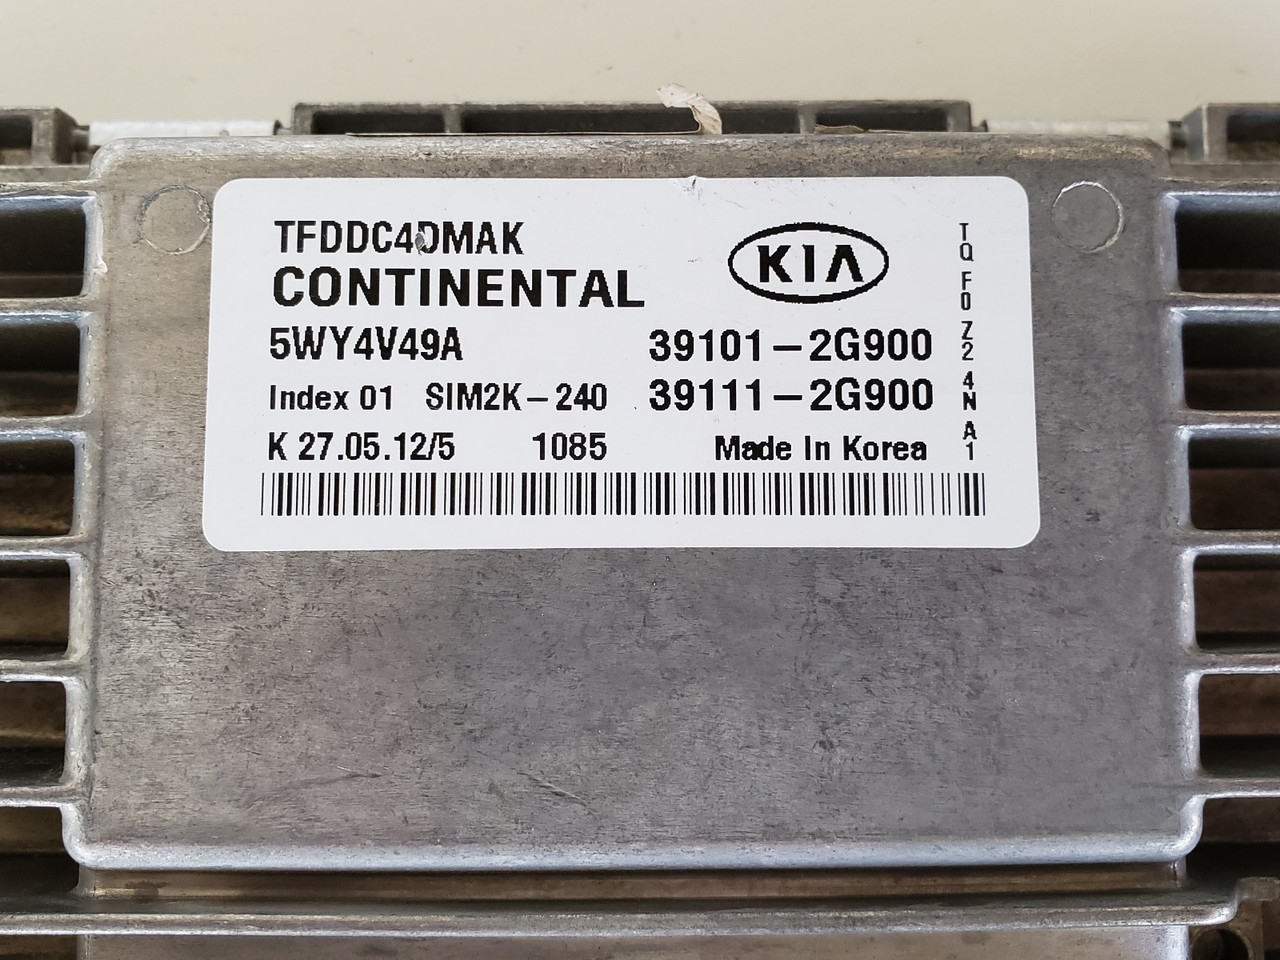 TFDDC4DMAK
CONTINENTAL
KIA
5WY4V49A 39101-2G900
Index 01 SIM2K-240 39111-2G900
K 27.05.12/5 1085 Made In Korea
TQ F0 Z2 4N A1